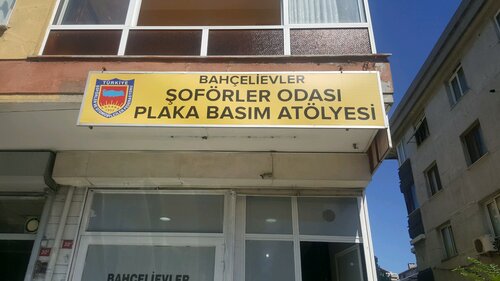 BAHÇELİEVLER
ŞOFÖRLER ODASI
PLAKA BASIM ATÖLYESİ
TÜRKİYE
BAHÇELİEVLER